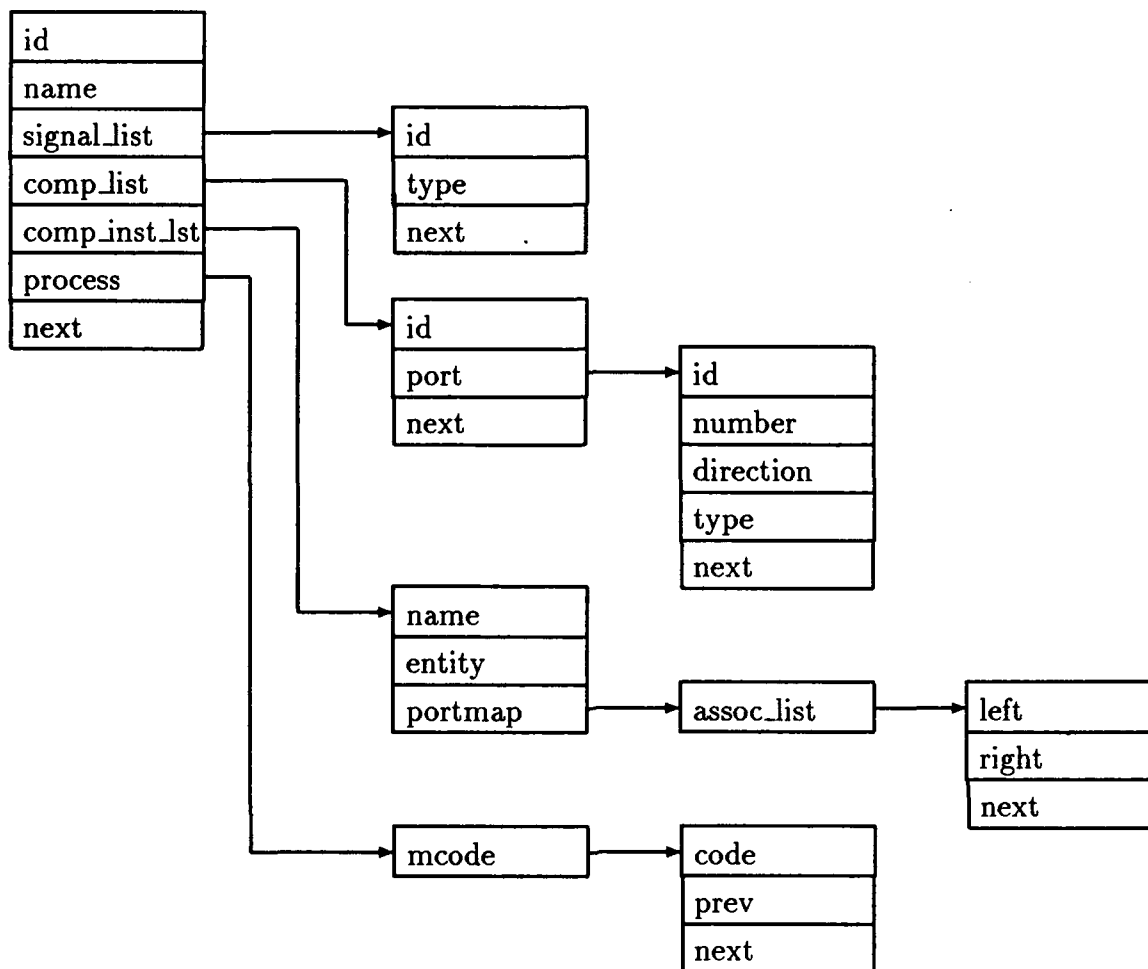 id
name
signal_list
comp_list
comp_inst_lst
process
next
id
type
next
id
port
next
id
number
direction
type
next
name
entity
portmap
assoc_list
left
right
next
mcode
code
prev
next